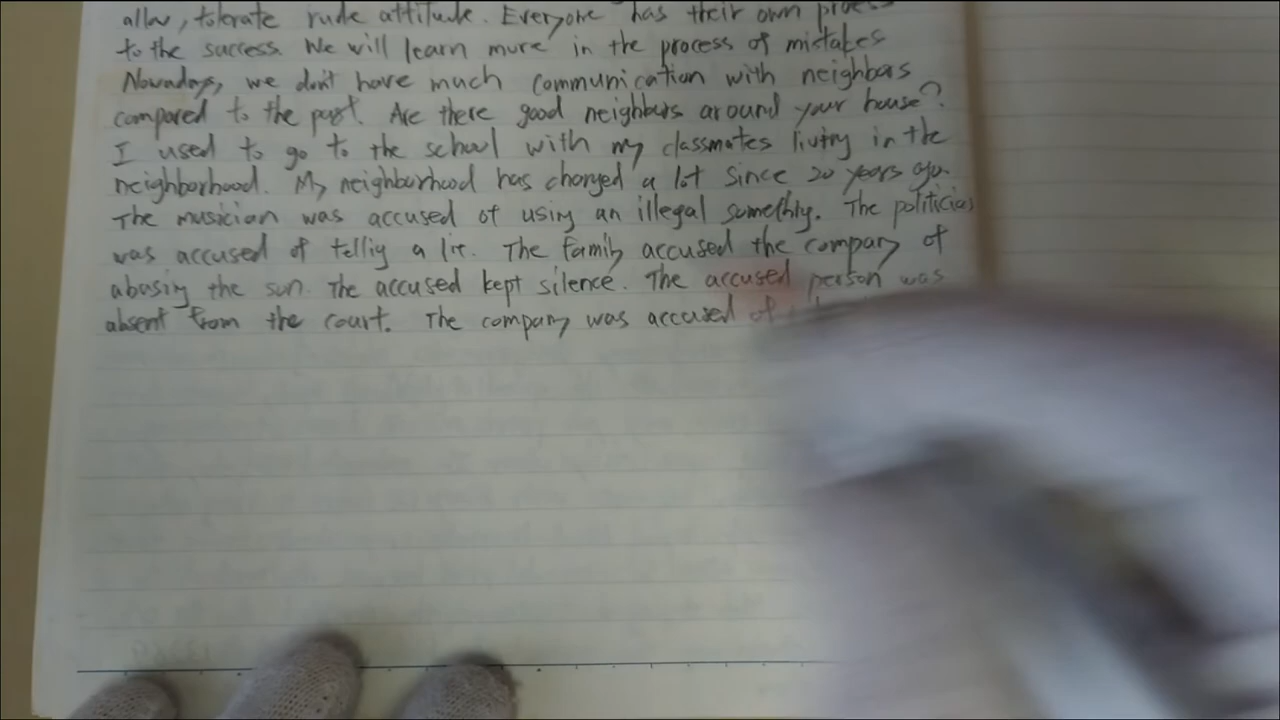 allow, tolerate rude attitude. Everyone has their own process
to the success. We will learn more in the process of mistakes
Nowadays, we don't have much communication with neighbors
compared to the past. Are there good neighbors around your house?
I used to go to the school with my classmates living in the
neighborhood. My neighborhood has changed a lot since 20 years ago.
The musician was accused of using an illegal something. The politician
was accused of telling a lie. The family accused the company of
abusing the son. The accused kept silence. The accused person was
absent from the court. The company was accused of